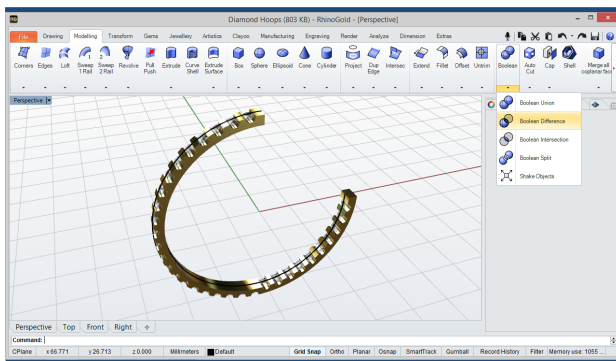 Diamond Hoops (803 KB) - RhinoGold - [Perspective]
File Drawing Modelling Transform Gems Jewellery Artistics Clayoo Manufacturing Engraving Render Analyze Dimension Extras
Corners Edges Loft Sweep 1 Rail Sweep 2 Rail Revolve Pull Push Extrude Curve Shell Extrude Surface Box Sphere Ellipsoid Cone Cylinder Project Dup Edge Intersec Extend Fillet Offset Untrim Boolean Auto Cut Cap Shell Merge all coplanar faces
Perspective
Boolean Union
Boolean Difference
Boolean Intersection
Boolean Split
Shake Objects
Perspective Top Front Right
Command:
CPlane x 66.771 y 26.713 z 0.000 Millimeters Default Grid Snap Ortho Planar Osnap SmartTrack Gumball Record History Filter Memory use: 1055 ...